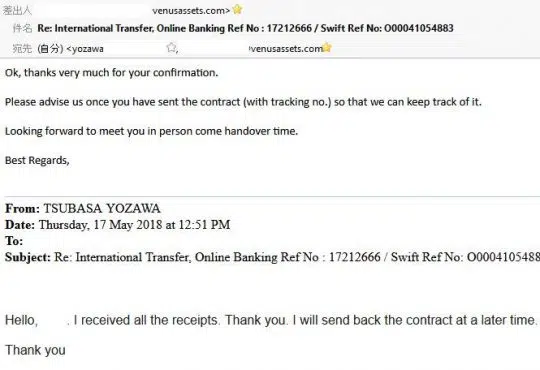 差出人 venusassets.com>
件名 Re: International Transfer, Online Banking Ref No : 17212666 / Swift Ref No: O00041054883
宛先 (自分) <yozawa venusassets.com
Ok, thanks very much for your confirmation.
Please advise us once you have sent the contract (with tracking no.) so that we can keep track of it.
Looking forward to meet you in person come handover time.
Best Regards,
From: TSUBASA YOZAWA
Date: Thursday, 17 May 2018 at 12:51 PM
To:
Subject: Re: International Transfer, Online Banking Ref No : 17212666 / Swift Ref No: O0004105488
Hello, . I received all the receipts. Thank you. I will send back the contract at a later time.
Thank you